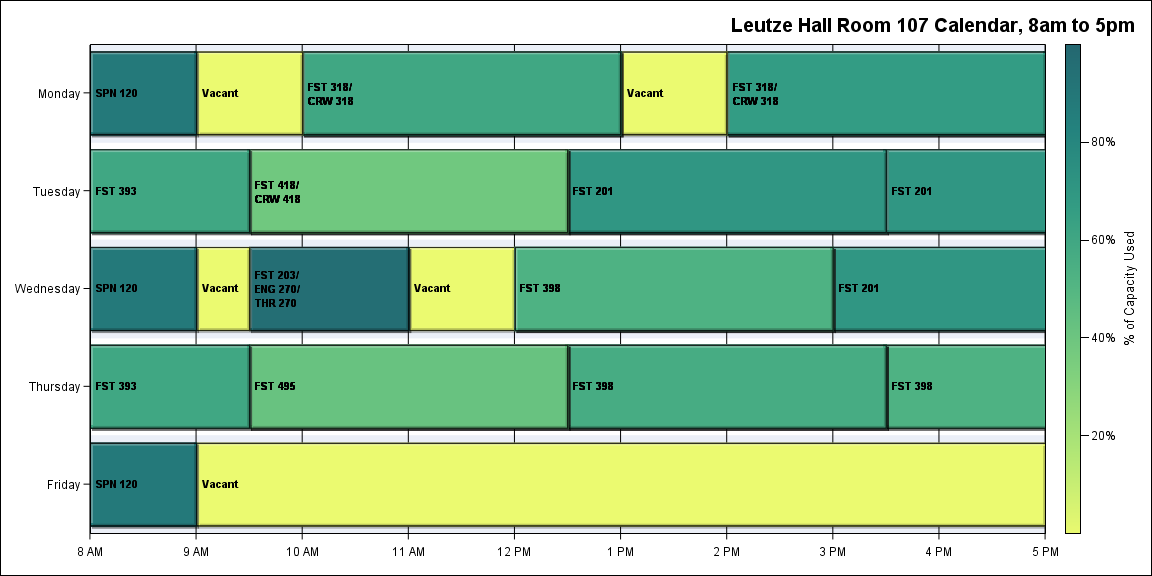 Leutze Hall Room 107 Calendar, 8am to 5pm
Monday
SPN 120
Vacant
FST 318/
CRW 318
Vacant
FST 318/
CRW 318
Tuesday
FST 393
FST 418/
CRW 418
FST 201
FST 201
Wednesday
SPN 120
Vacant
FST 203/
ENG 270/
THR 270
Vacant
FST 398
FST 201
Thursday
FST 393
FST 495
FST 398
FST 398
Friday
SPN 120
Vacant
8 AM
9 AM
10 AM
11 AM
12 PM
1 PM
2 PM
3 PM
4 PM
5 PM
80%
60%
40%
20%
% of Capacity Used